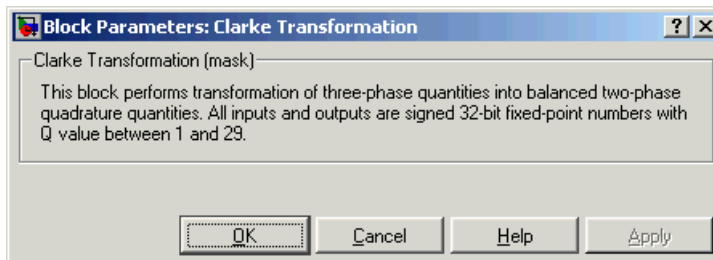 Block Parameters: Clarke Transformation
Clarke Transformation (mask)
This block performs transformation of three-phase quantities into balanced two-phase
quadrature quantities. All inputs and outputs are signed 32-bit fixed-point numbers with
Q value between 1 and 29.
OK Cancel Help Apply